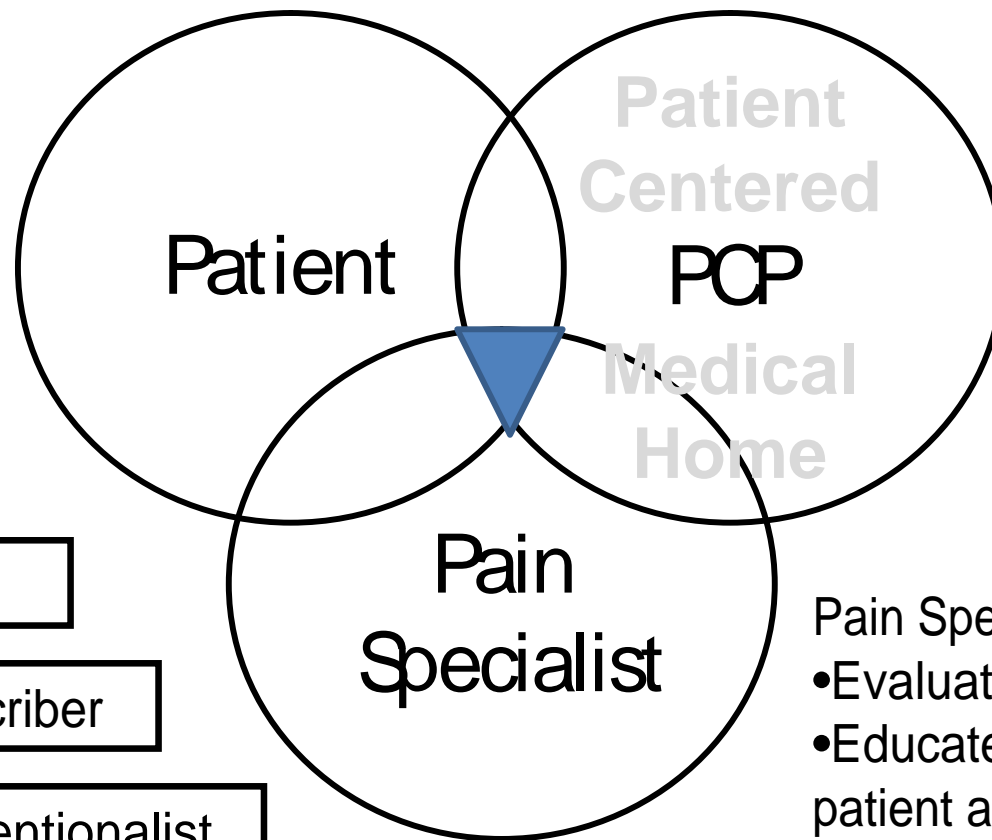 Patient
Centered
Patient
PCP
Medical
Home
Pain
Specialist
criber
entionalist
Pain Spe
•Evaluat
•Educate
patient a